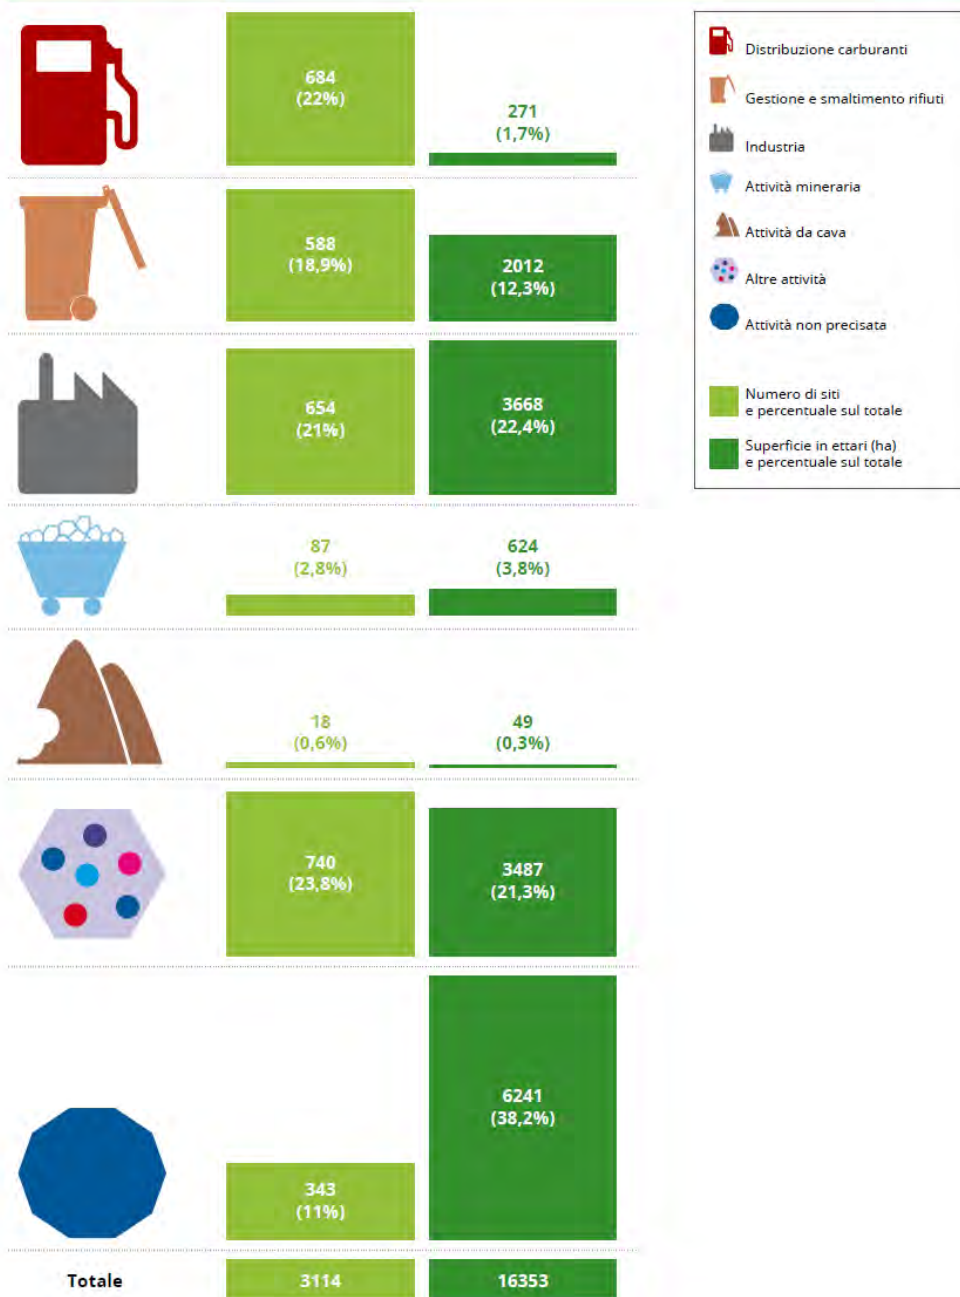 684
(22%)
271
(1,7%)
588
(18,9%)
2012
(12,3%)
654
(21%)
3668
(22,4%)
87
(2,8%)
624
(3,8%)
18
(0,6%)
49
(0,3%)
740
(23,8%)
3487
(21,3%)
6241
(38,2%)
343
(11%)
Totale
3114
16353
Distribuzione carburanti
Gestione e smaltimento rifiuti
Industria
Attività mineraria
Attività da cava
Altre attività
Attività non precisata
Numero di siti
e percentuale sul totale
Superficie in ettari (ha)
e percentuale sul totale